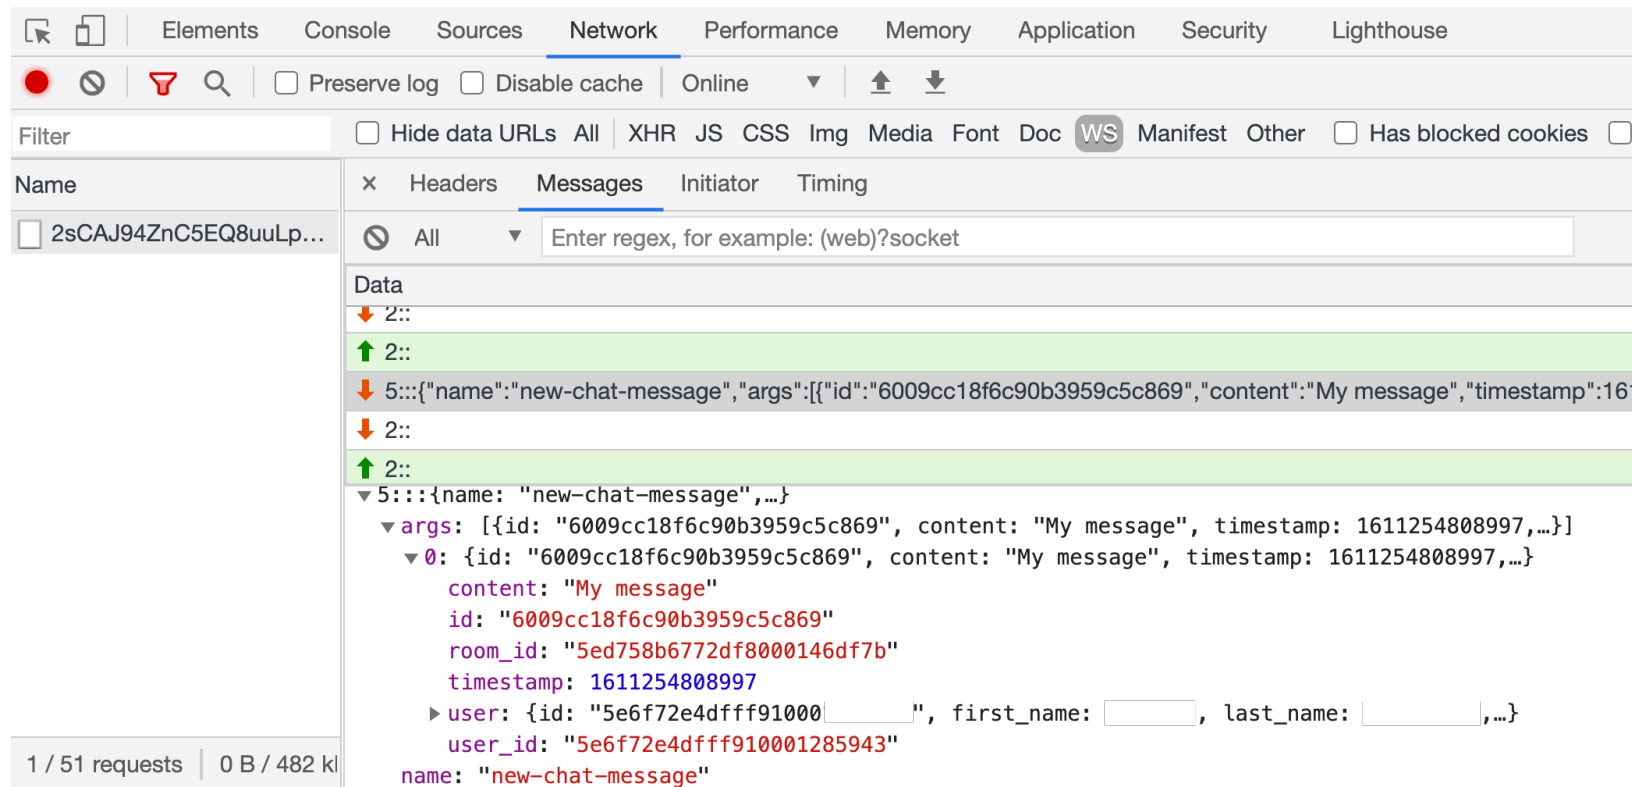 Elements Console Sources Network Performance Memory Application Security Lighthouse
Preserve log Disable cache Online
Filter Hide data URLs All XHR JS CSS Img Media Font Doc WS Manifest Other Has blocked cookies
Name
Headers Messages Initiator Timing
2sCAJ94ZnC5EQ8uuLp...
All Enter regex, for example: (web)?socket
Data
2::
2::
5:::{"name":"new-chat-message","args":[{"id":"6009cc18f6c90b3959c5c869","content":"My message","timestamp":161
2::
2::
5:::{name: "new-chat-message",…}
args: [{id: "6009cc18f6c90b3959c5c869", content: "My message", timestamp: 1611254808997,…}]
0: {id: "6009cc18f6c90b3959c5c869", content: "My message", timestamp: 1611254808997,…}
content: "My message"
id: "6009cc18f6c90b3959c5c869"
room_id: "5ed758b6772df8000146df7b"
timestamp: 1611254808997
user: {id: "5e6f72e4dfff91000 ", first_name: , last_name: ,…}
user_id: "5e6f72e4dfff910001285943"
name: "new-chat-message"
1 / 51 requests 0 B / 482 k